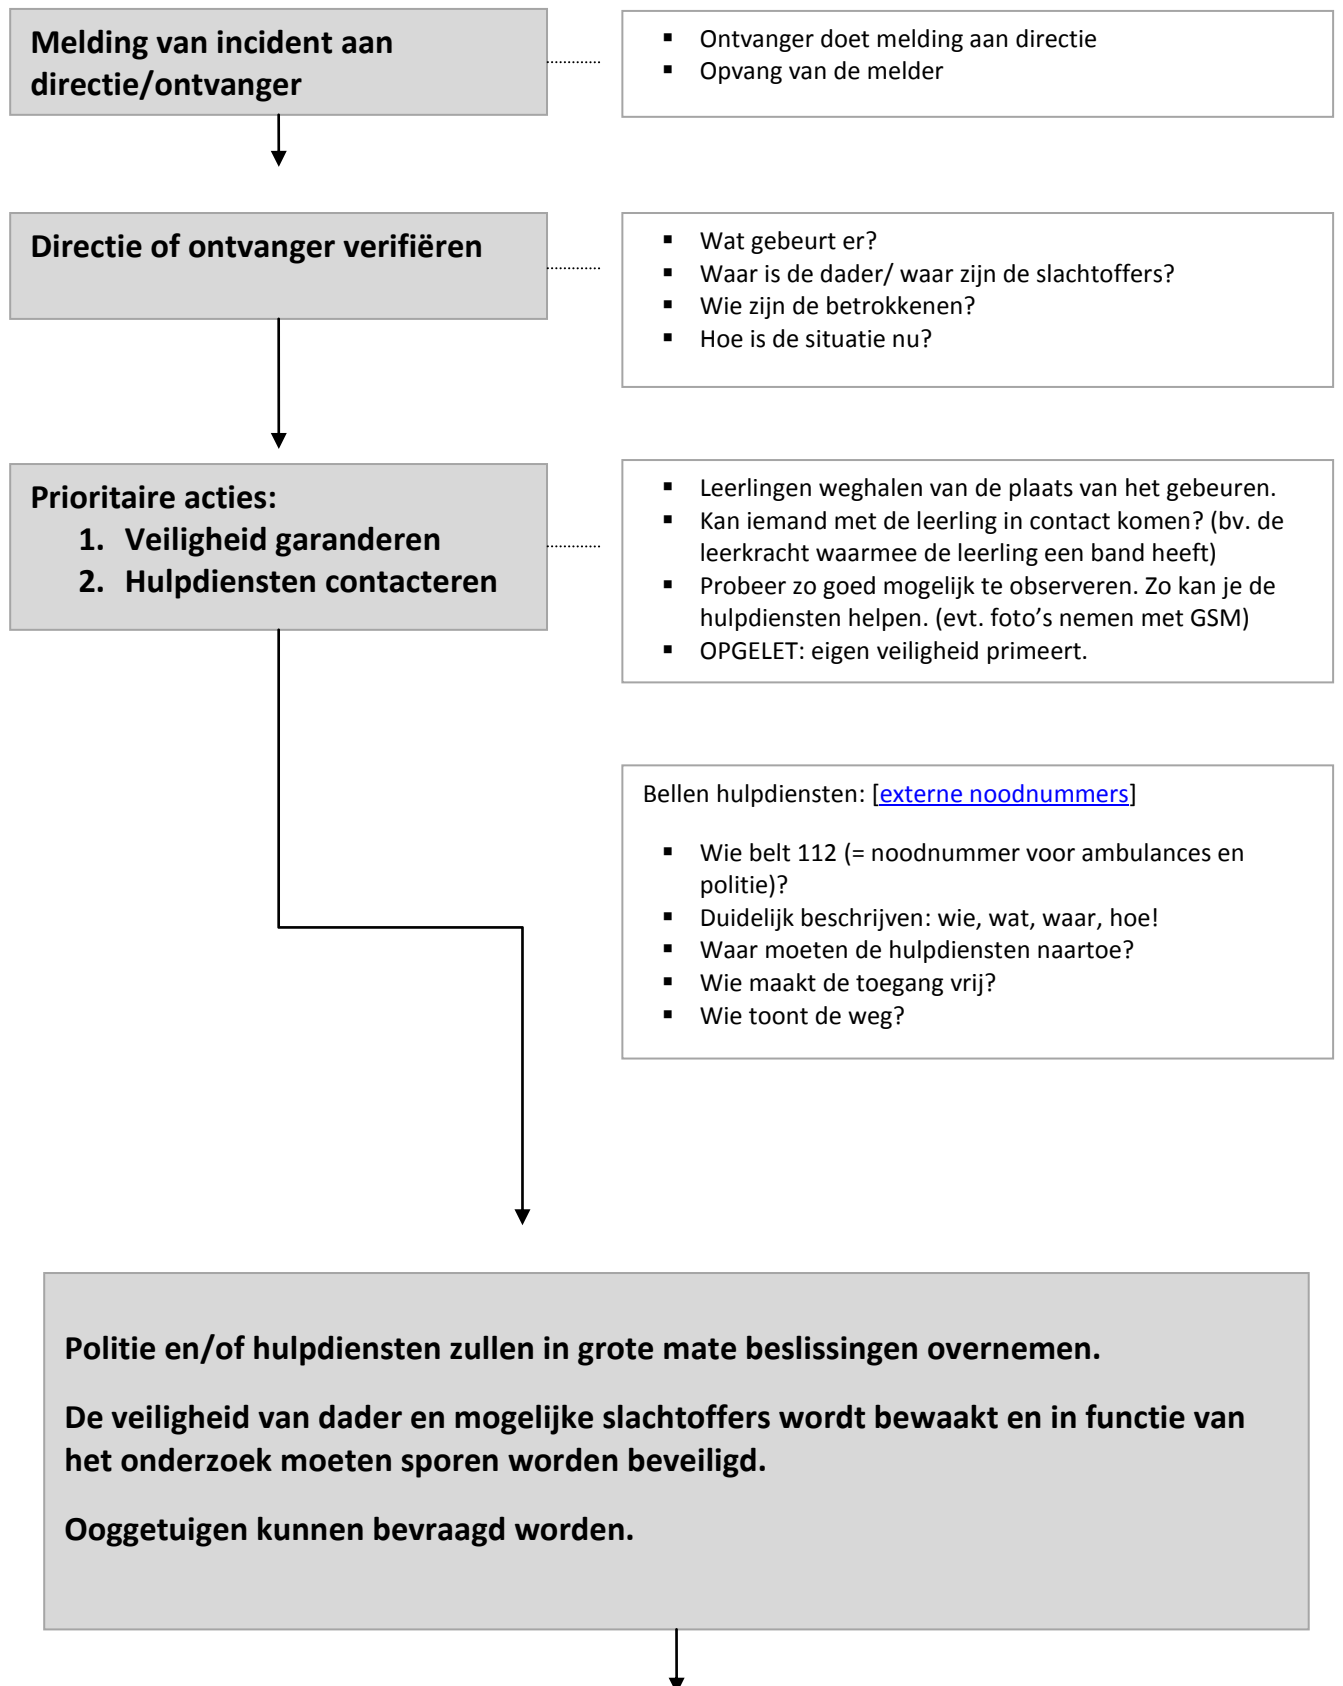 Melding van incident aan
directie/ontvanger
▪ Ontvanger doet melding aan directie
▪ Opvang van de melder
Directie of ontvanger verifiëren
▪ Wat gebeurt er?
▪ Waar is de dader/ waar zijn de slachtoffers?
▪ Wie zijn de betrokkenen?
▪ Hoe is de situatie nu?
Prioritaire acties:
1. Veiligheid garanderen
2. Hulpdiensten contacteren
▪ Leerlingen weghalen van de plaats van het gebeuren.
▪ Kan iemand met de leerling in contact komen? (bv. de
leerkracht waarmee de leerling een band heeft)
▪ Probeer zo goed mogelijk te observeren. Zo kan je de
hulpdiensten helpen. (evt. foto’s nemen met GSM)
▪ OPGELET: eigen veiligheid primeert.
Bellen hulpdiensten: [externe noodnummers]
▪ Wie belt 112 (= noodnummer voor ambulances en
politie)?
▪ Duidelijk beschrijven: wie, wat, waar, hoe!
▪ Waar moeten de hulpdiensten naartoe?
▪ Wie maakt de toegang vrij?
▪ Wie toont de weg?
Politie en/of hulpdiensten zullen in grote mate beslissingen overnemen.
De veiligheid van dader en mogelijke slachtoffers wordt bewaakt en in functie van
het onderzoek moeten sporen worden beveiligd.
Ooggetuigen kunnen bevraagd worden.